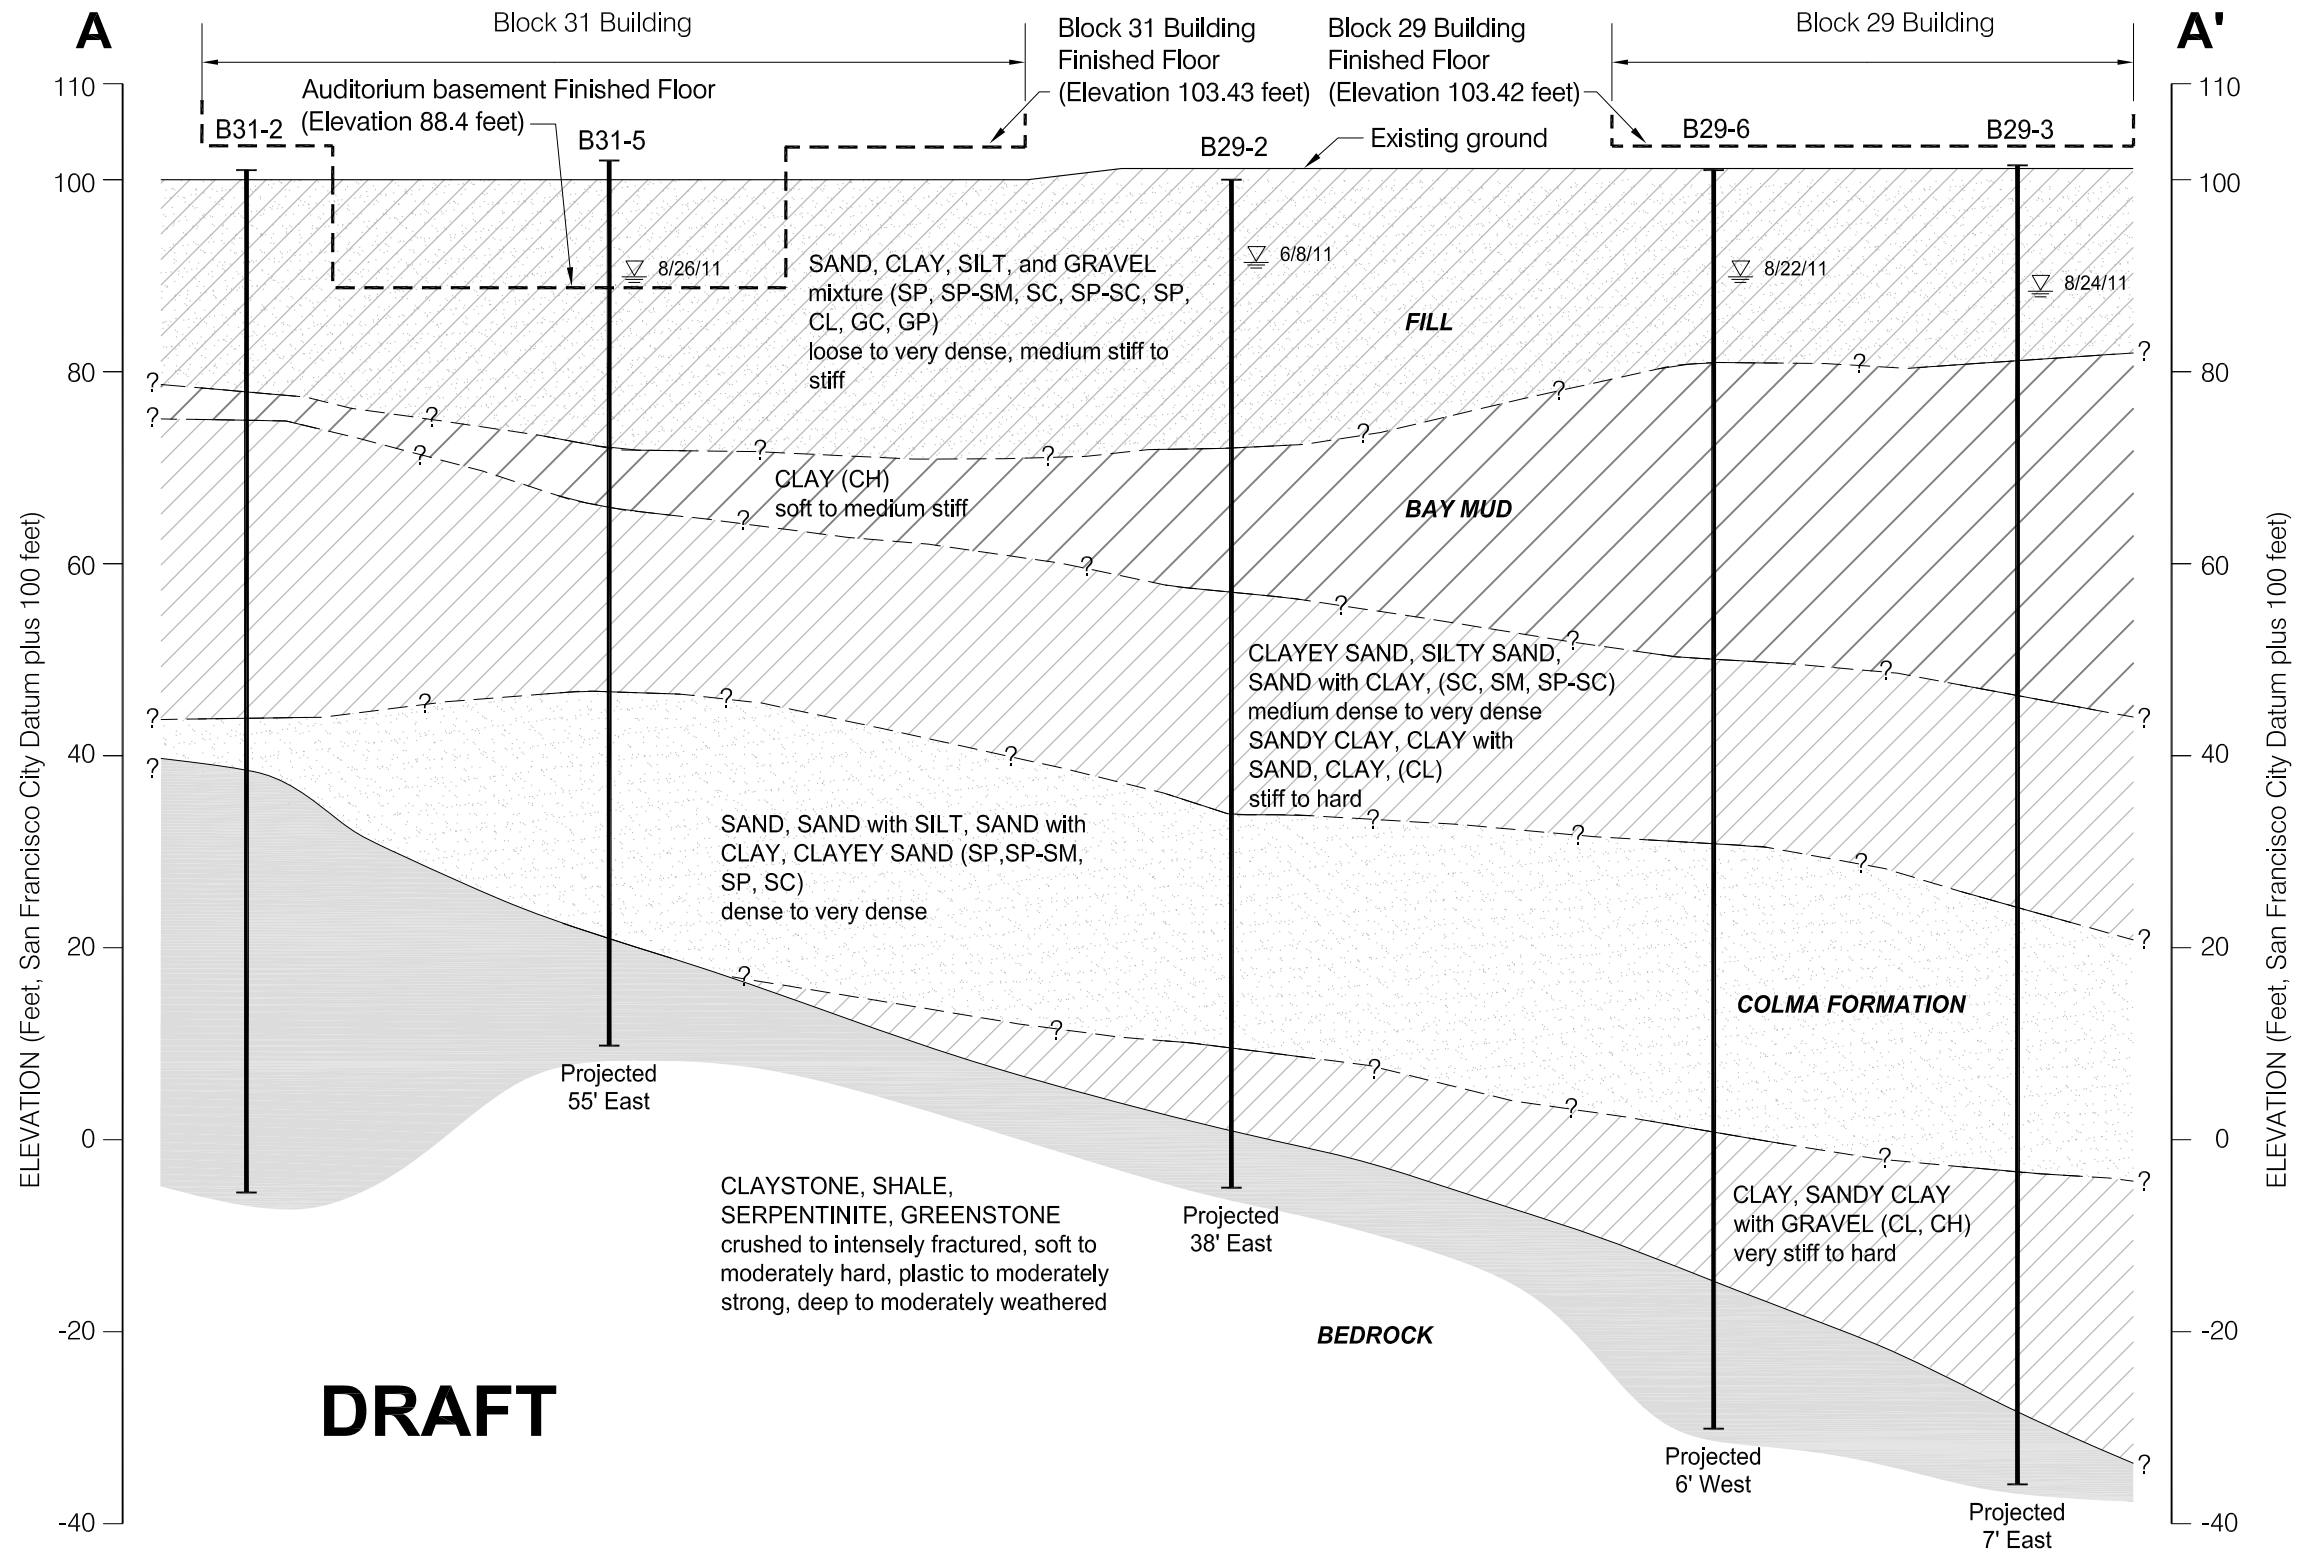 A
Block 31 Building
Block 31 Building
Finished Floor
(Elevation 103.43 feet)
Block 29 Building
Finished Floor
(Elevation 103.42 feet)
Block 29 Building
A'
Auditorium basement Finished Floor
(Elevation 88.4 feet)
Existing ground
B31-2
B31-5
B29-2
B29-6
B29-3
110
100
80
60
40
20
0
-20
-40
ELEVATION (Feet, San Francisco City Datum plus 100 feet)
8/26/11
6/8/11
8/22/11
8/24/11
SAND, CLAY, SILT, and GRAVEL
mixture (SP, SP-SM, SC, SP-SC, SP,
CL, GC, GP)
loose to very dense, medium stiff to
stiff
FILL
? ? ? ? ? ? ? ?
CLAY (CH)
soft to medium stiff
BAY MUD
? ? ? ? ? ? ? ?
CLAYEY SAND, SILTY SAND,
SAND with CLAY, (SC, SM, SP-SC)
medium dense to very dense
SANDY CLAY, CLAY with
SAND, CLAY, (CL)
stiff to hard
? ? ? ? ? ? ? ?
SAND, SAND with SILT, SAND with
CLAY, CLAYEY SAND (SP,SP-SM,
SP, SC)
dense to very dense
COLMA FORMATION
? ? ? ? ? ?
CLAY, SANDY CLAY
with GRAVEL (CL, CH)
very stiff to hard
? ?
Projected
55' East
Projected
38' East
Projected
6' West
Projected
7' East
CLAYSTONE, SHALE,
SERPENTINITE, GREENSTONE
crushed to intensely fractured, soft to
moderately hard, plastic to moderately
strong, deep to moderately weathered
BEDROCK
DRAFT
110
100
80
60
40
20
0
-20
-40
ELEVATION (Feet, San Francisco City Datum plus 100 feet)